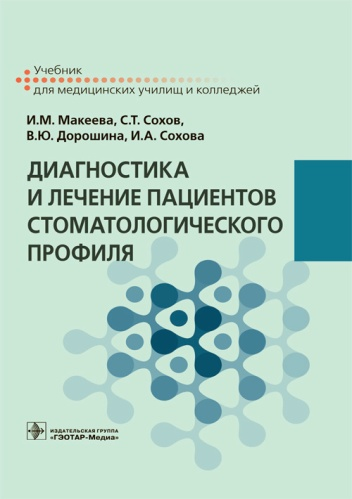 Учебник
для медицинских училищ и колледжей
И.М. Макеева, С.Т. Сохов,
В.Ю. Дорошина, И.А. Сохова
ДИАГНОСТИКА
И ЛЕЧЕНИЕ ПАЦИЕНТОВ
СТОМАТОЛОГИЧЕСКОГО
ПРОФИЛЯ
ИЗДАТЕЛЬСКАЯ ГРУППА
«ГЭОТАР-Медиа»